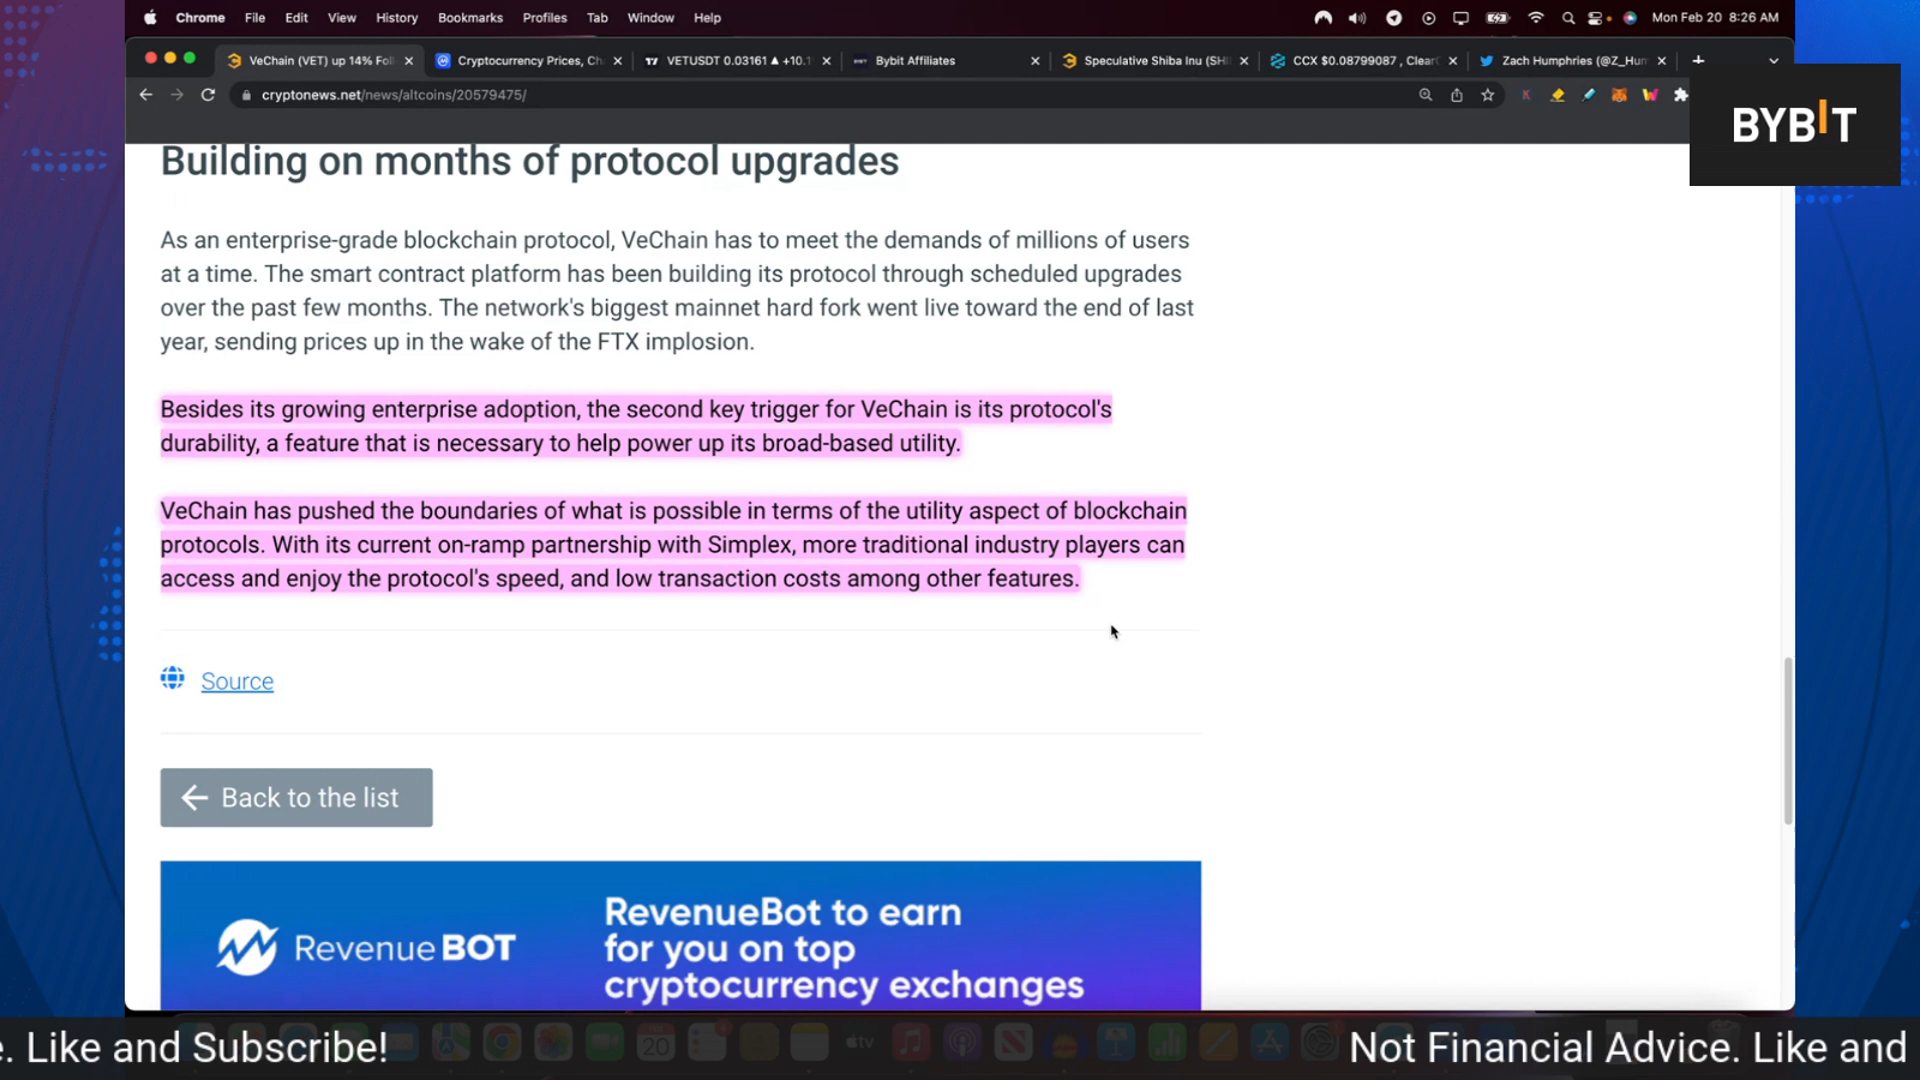 Chrome File Edit View History Bookmarks Profiles Tab Window Help Mon Feb 20 8:26 AM
VeChain (VET) up 14% Foll Cryptocurrency Prices, Ch VETUSDT 0.03161 ▲ +10.1 Bybit Affiliates Speculative Shiba Inu (SHI CCX $0.08799087 , Clear Zach Humphries (@Z_Hum
cryptonews.net/news/altcoins/20579475/
BYBIT
Building on months of protocol upgrades
As an enterprise-grade blockchain protocol, VeChain has to meet the demands of millions of users
at a time. The smart contract platform has been building its protocol through scheduled upgrades
over the past few months. The network's biggest mainnet hard fork went live toward the end of last
year, sending prices up in the wake of the FTX implosion.
Besides its growing enterprise adoption, the second key trigger for VeChain is its protocol's
durability, a feature that is necessary to help power up its broad-based utility.
VeChain has pushed the boundaries of what is possible in terms of the utility aspect of blockchain
protocols. With its current on-ramp partnership with Simplex, more traditional industry players can
access and enjoy the protocol's speed, and low transaction costs among other features.
Source
Back to the list
Revenue BOT
RevenueBot to earn
for you on top
cryptocurrency exchanges
20
tv
e. Like and Subscribe!
Not Financial Advice. Like and